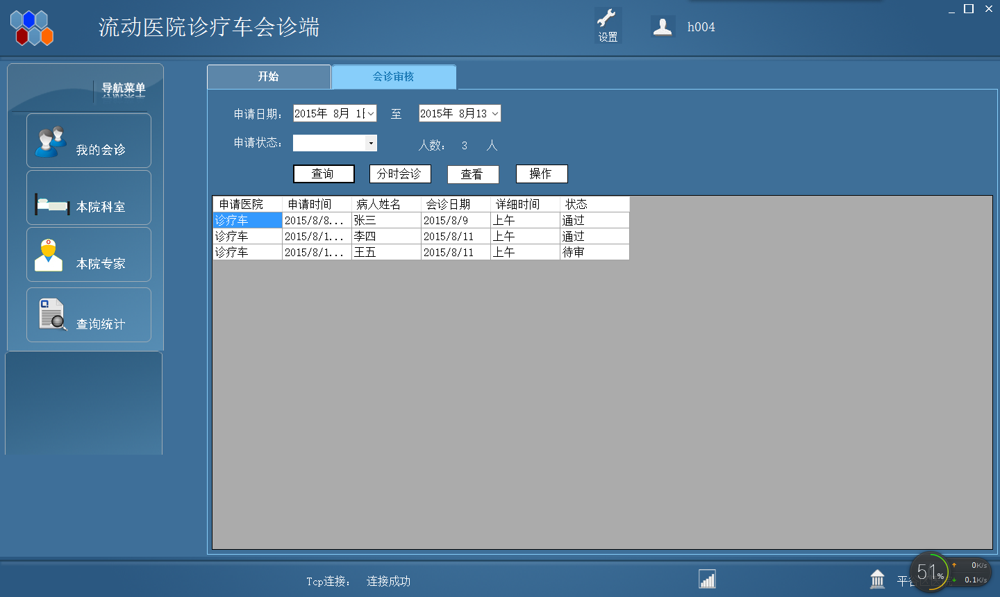 流动医院诊疗车会诊端
设置
h004
导航菜单
我的会诊
本院科室
本院专家
查询统计
开始 会诊审核
申请日期： 2015年 8月 1 至 2015年 8月13
申请状态： 人数： 3 人
查询 分时会诊 查看 操作
申请医院 申请时间 病人姓名 会诊日期 详细时间 状态
诊疗车 2015/8/8... 张三 2015/8/9 上午 通过
诊疗车 2015/8/1... 李四 2015/8/11 上午 通过
诊疗车 2015/8/1... 王五 2015/8/11 上午 待审
Tcp连接： 连接成功
平
51%
0K/s
0.1K/s